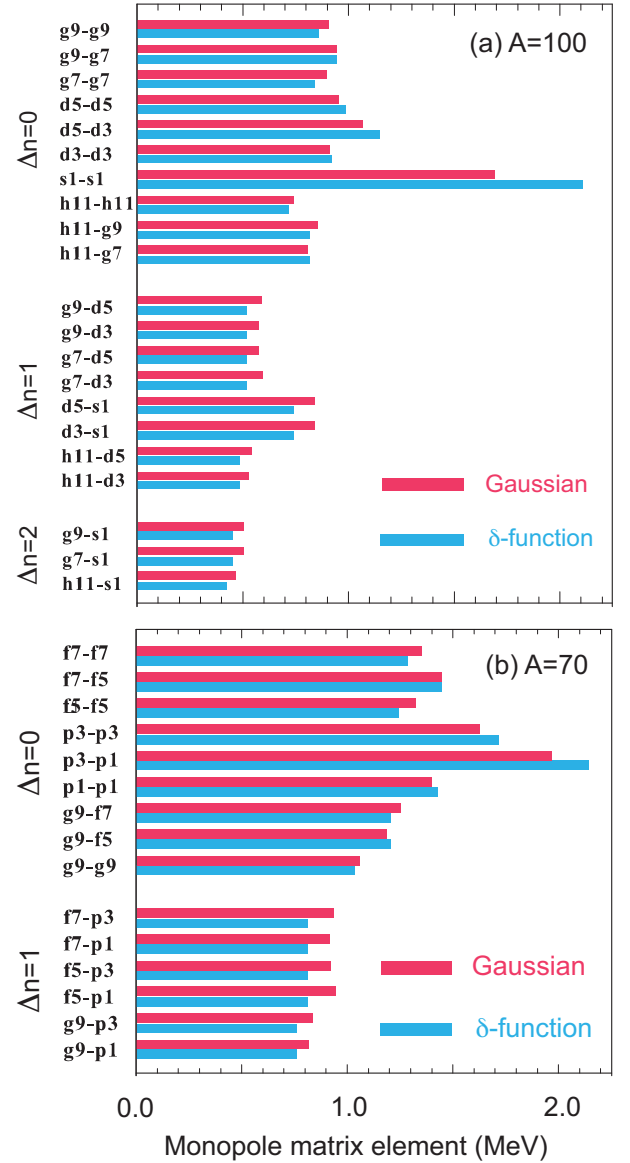 (a) A=100
Δn=0
g9-g9
g9-g7
g7-g7
d5-d5
d5-d3
d3-d3
s1-s1
h11-h11
h11-g9
h11-g7
Δn=1
g9-d5
g9-d3
g7-d5
g7-d3
d5-s1
d3-s1
h11-d5
h11-d3
Gaussian
δ-function
Δn=2
g9-s1
g7-s1
h11-s1
(b) A=70
Δn=0
f7-f7
f7-f5
f5-f5
p3-p3
p3-p1
p1-p1
g9-f7
g9-f5
g9-g9
Δn=1
f7-p3
f7-p1
f5-p3
f5-p1
g9-p3
g9-p1
Gaussian
δ-function
0.0 1.0 2.0
Monopole matrix element (MeV)